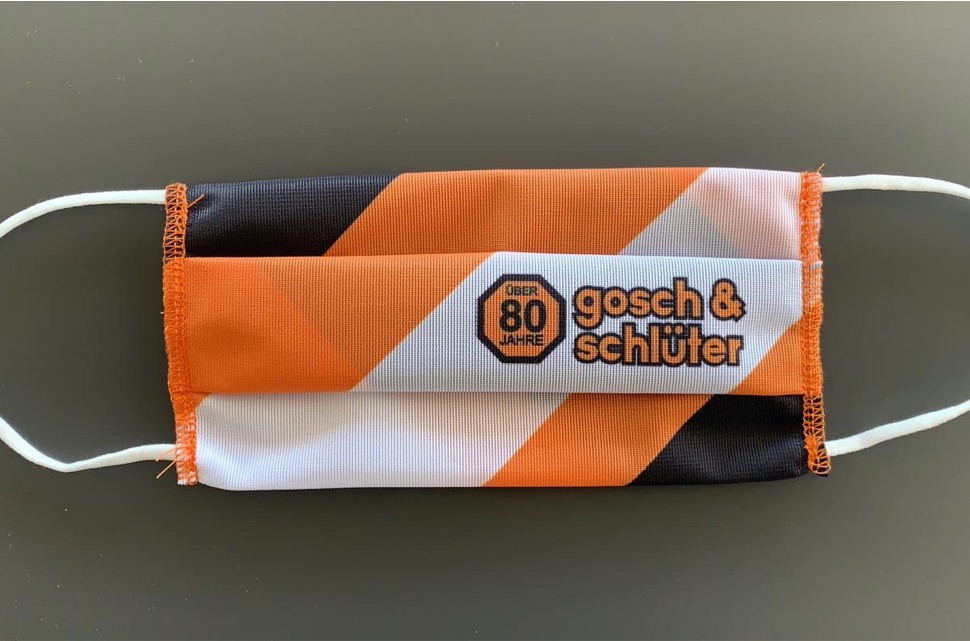 ÜBER
80
JAHRE
gosch &
schlüter